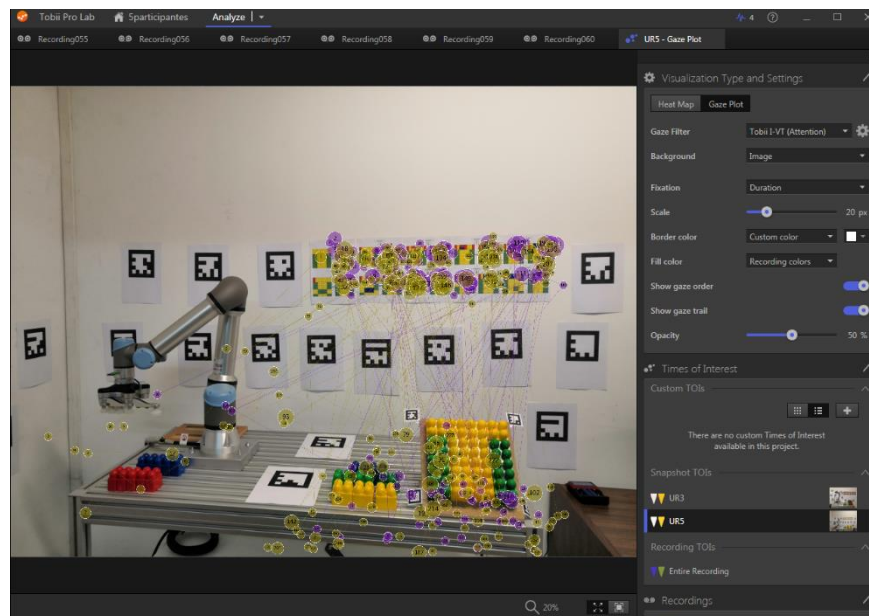 Tobii Pro Lab
5participantes
Analyze
4
Recording055
Recording056
Recording057
Recording058
Recording059
Recording060
UR5 - Gaze Plot
Visualization Type and Settings
Heat Map
Gaze Plot
Gaze Filter
Tobii I-VT (Attention)
Background
Image
Fixation
Duration
Scale
20 px
Border color
Custom color
Fill color
Recording colors
Show gaze order
Show gaze trail
Opacity
50 %
Times of Interest
Custom TOIs
There are no custom Times of Interest
available in this project.
Snapshot TOIs
UR3
UR5
Recording TOIs
Entire Recording
Recordings
20%